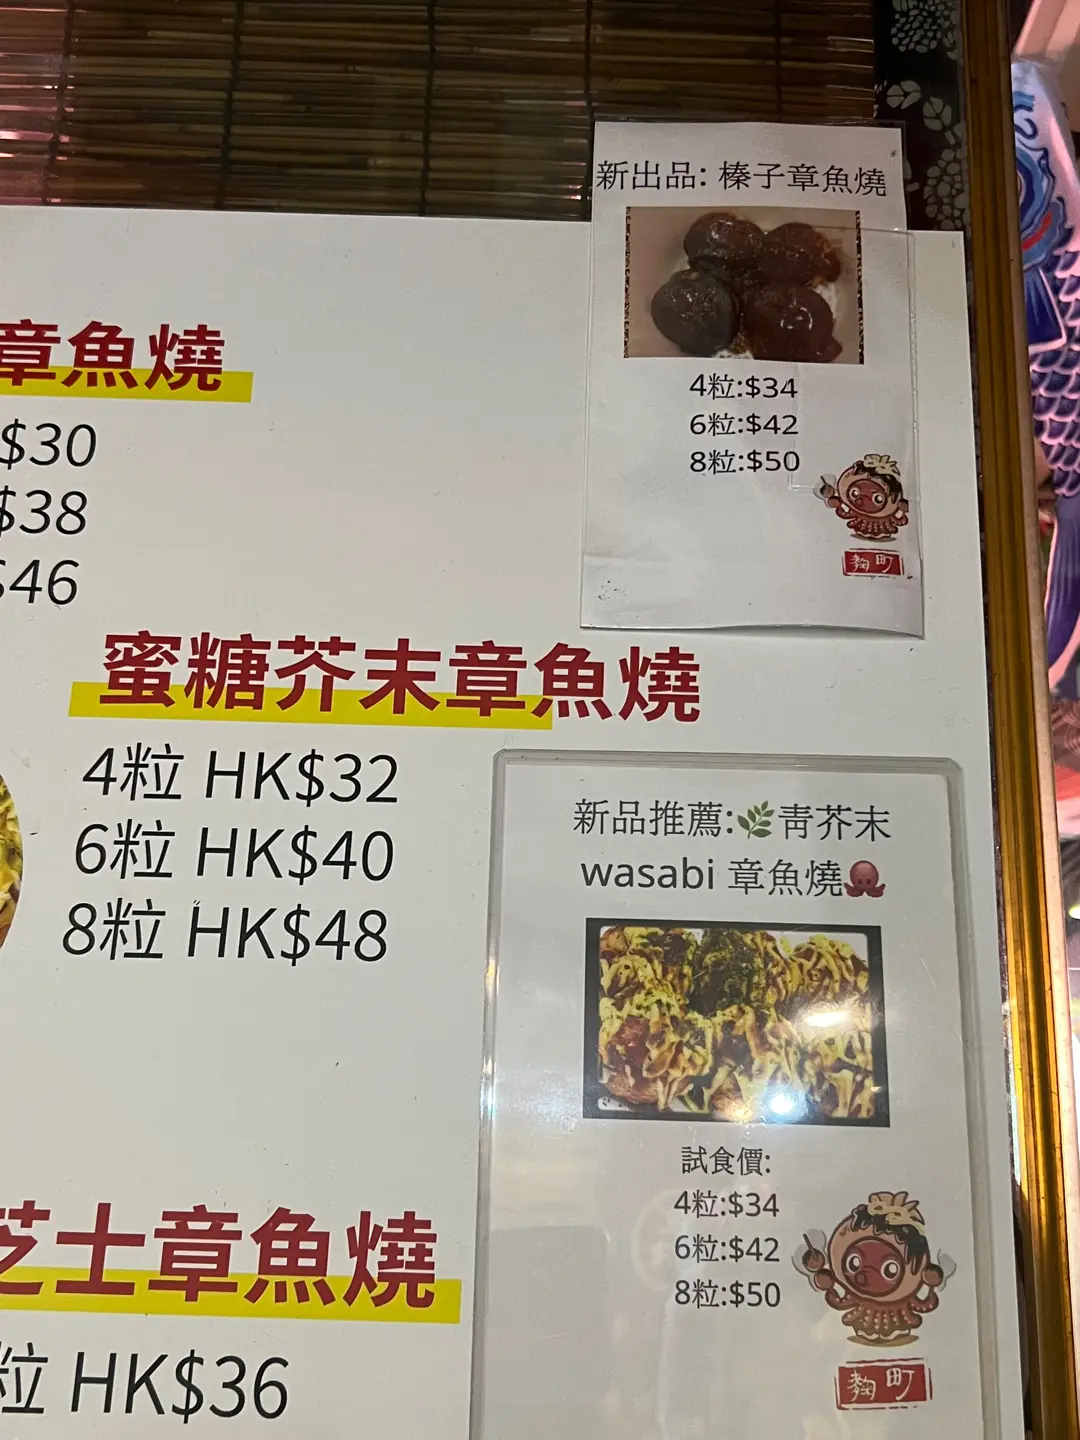 新出品: 榛子章魚燒
4粒:$34
6粒:$42
8粒:$50
麴町
章魚燒
$30
$38
$46
蜜糖芥末章魚燒
4粒 HK$32
6粒 HK$40
8粒 HK$48
新品推薦:🌿青芥末
wasabi 章魚燒🐙
試食價:
4粒:$34
6粒:$42
8粒:$50
麴町
芝士章魚燒
粒 HK$36